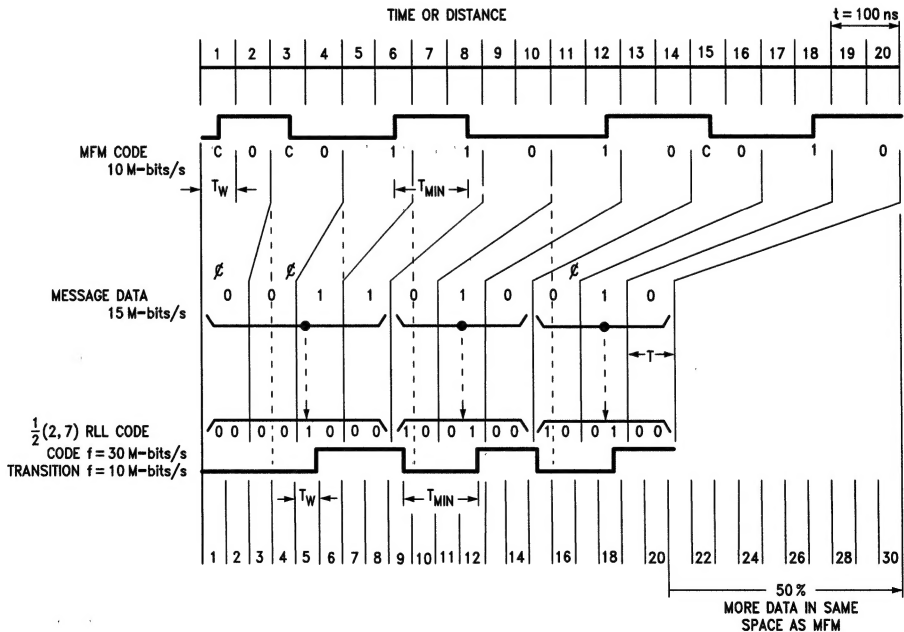 TIME OR DISTANCE
t = 100 ns
1 2 3 4 5 6 7 8 9 10 11 12 13 14 15 16 17 18 19 20
MFM CODE
10 M-bits/s
C 0 C 0 1 1 0 1 0 C 0 1 0
TW
TMIN
₵ ₵ ₵
MESSAGE DATA
15 M-bits/s
0 0 1 1 0 1 0 0 1 0
T
1/2 (2,7) RLL CODE
0 0 0 0 1 0 0 0 1 0 0 1 0 0 1 0 0 1 0 0
CODE f = 30 M-bits/s
TRANSITION f = 10 M-bits/s
TW
TMIN
1 2 3 4 5 6 7 8 9 10 11 12 14 16 18 20 22 24 26 28 30
50%
MORE DATA IN SAME
SPACE AS MFM